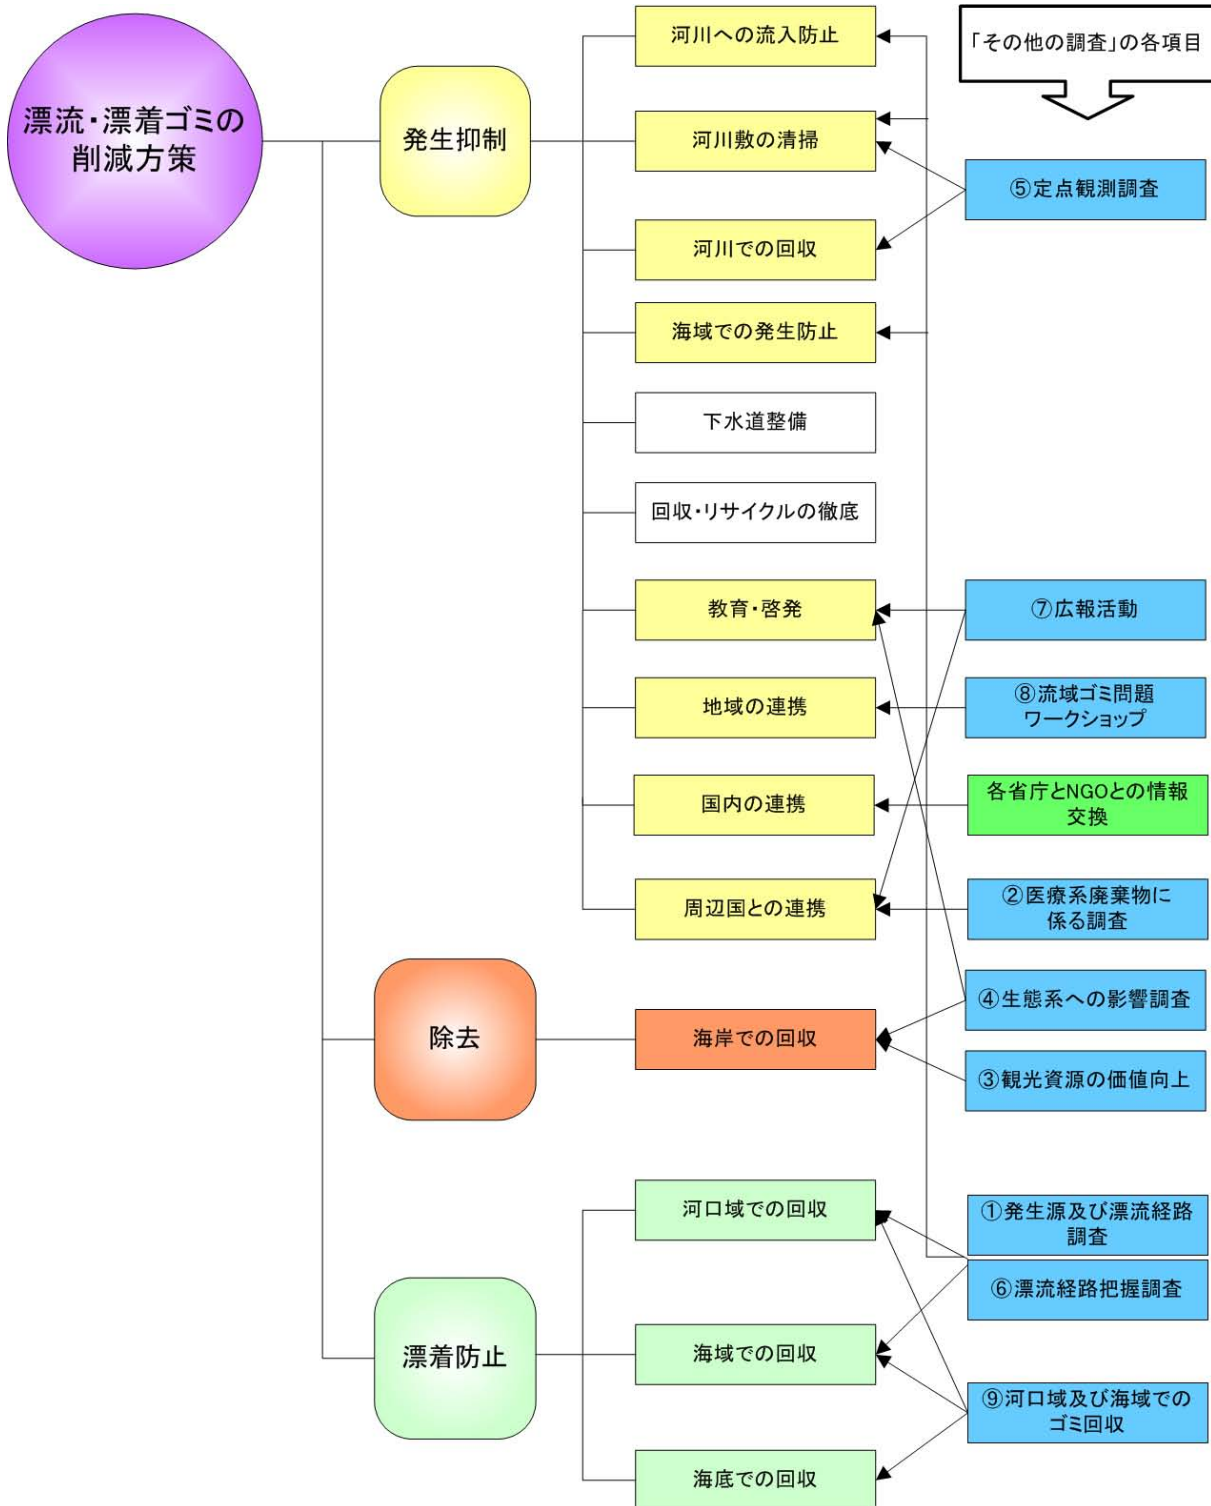 漂流・漂着ゴミの
削減方策
発生抑制
河川への流入防止
河川敷の清掃
河川での回収
海域での発生防止
下水道整備
回収・リサイクルの徹底
教育・啓発
地域の連携
国内の連携
周辺国との連携
除去
海岸での回収
漂着防止
河口域での回収
海域での回収
海底での回収
「その他の調査」の各項目
⑤定点観測調査
⑦広報活動
⑧流域ゴミ問題
ワークショップ
各省庁とNGOとの情報
交換
②医療系廃棄物に
係る調査
④生態系への影響調査
③観光資源の価値向上
①発生源及び漂流経路
調査
⑥漂流経路把握調査
⑨河口域及び海域での
ゴミ回収